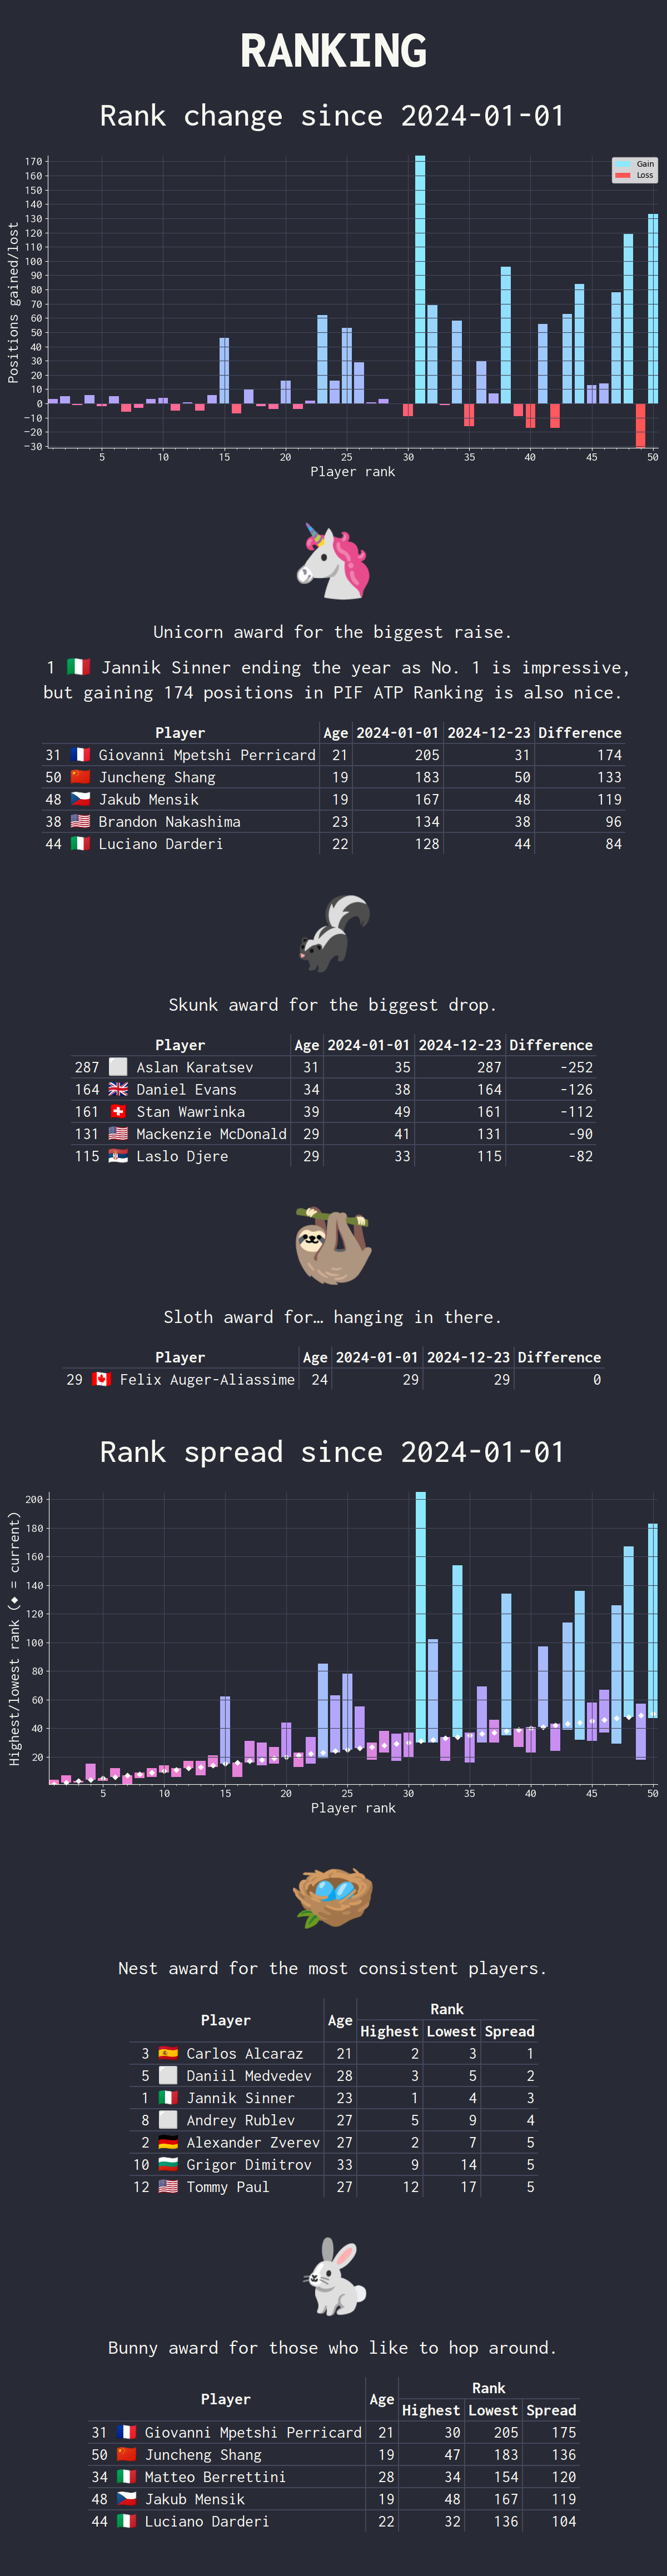 RANKING
Rank change since 2024-01-01
170
160
150
140
130
120
110
100
90
80
70
60
50
40
30
20
10
0
−10
−20
−30
Positions gained/lost
Gain
Loss
5 10 15 20 25 30 35 40 45 50
Player rank
Unicorn award for the biggest raise.
1 Jannik Sinner ending the year as No. 1 is impressive,
but gaining 174 positions in PIF ATP Ranking is also nice.
Player Age 2024-01-01 2024-12-23 Difference
31 Giovanni Mpetshi Perricard 21 205 31 174
50 Juncheng Shang 19 183 50 133
48 Jakub Mensik 19 167 48 119
38 Brandon Nakashima 23 134 38 96
44 Luciano Darderi 22 128 44 84
Skunk award for the biggest drop.
Player Age 2024-01-01 2024-12-23 Difference
287 Aslan Karatsev 31 35 287 -252
164 Daniel Evans 34 38 164 -126
161 Stan Wawrinka 39 49 161 -112
131 Mackenzie McDonald 29 41 131 -90
115 Laslo Djere 29 33 115 -82
Sloth award for… hanging in there.
Player Age 2024-01-01 2024-12-23 Difference
29 Felix Auger-Aliassime 24 29 29 0
Rank spread since 2024-01-01
200
180
160
140
120
100
80
60
40
20
Highest/lowest rank (◆ = current)
5 10 15 20 25 30 35 40 45 50
Player rank
Nest award for the most consistent players.
Player Age Rank
Highest Lowest Spread
3 Carlos Alcaraz 21 2 3 1
5 Daniil Medvedev 28 3 5 2
1 Jannik Sinner 23 1 4 3
8 Andrey Rublev 27 5 9 4
2 Alexander Zverev 27 2 7 5
10 Grigor Dimitrov 33 9 14 5
12 Tommy Paul 27 12 17 5
Bunny award for those who like to hop around.
Player Age Rank
Highest Lowest Spread
31 Giovanni Mpetshi Perricard 21 30 205 175
50 Juncheng Shang 19 47 183 136
34 Matteo Berrettini 28 34 154 120
48 Jakub Mensik 19 48 167 119
44 Luciano Darderi 22 32 136 104